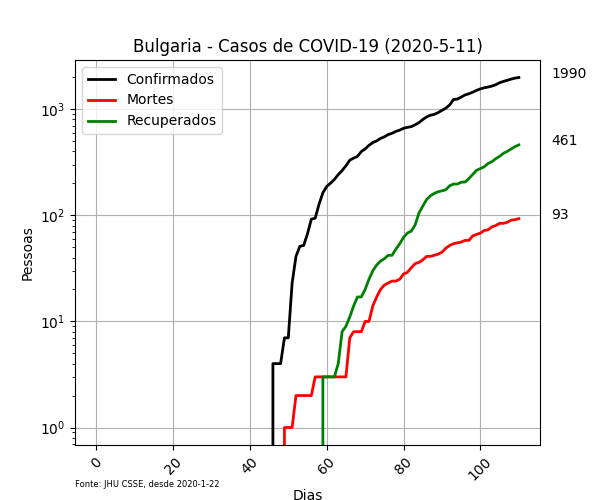 Bulgaria - Casos de COVID-19 (2020-5-11)
Confirmados
Mortes
Recuperados
1990
461
93
10³
10²
10¹
10⁰
Pessoas
0 20 40 60 80 100
Fonte: JHU CSSE, desde 2020-1-22
Dias